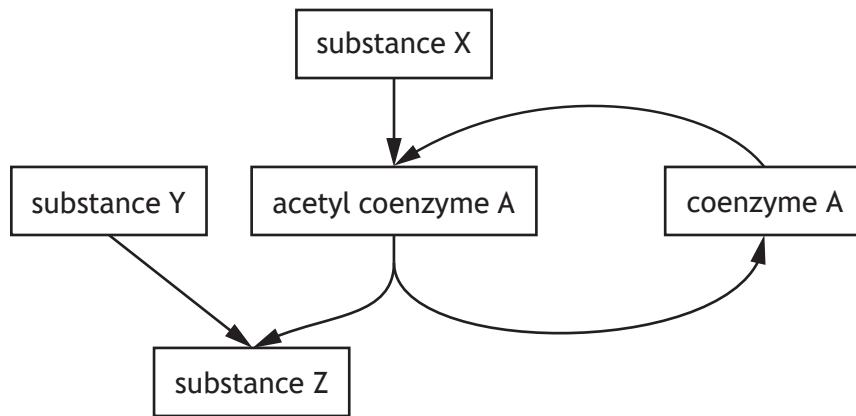 substance X
substance Y
acetyl coenzyme A
coenzyme A
substance Z